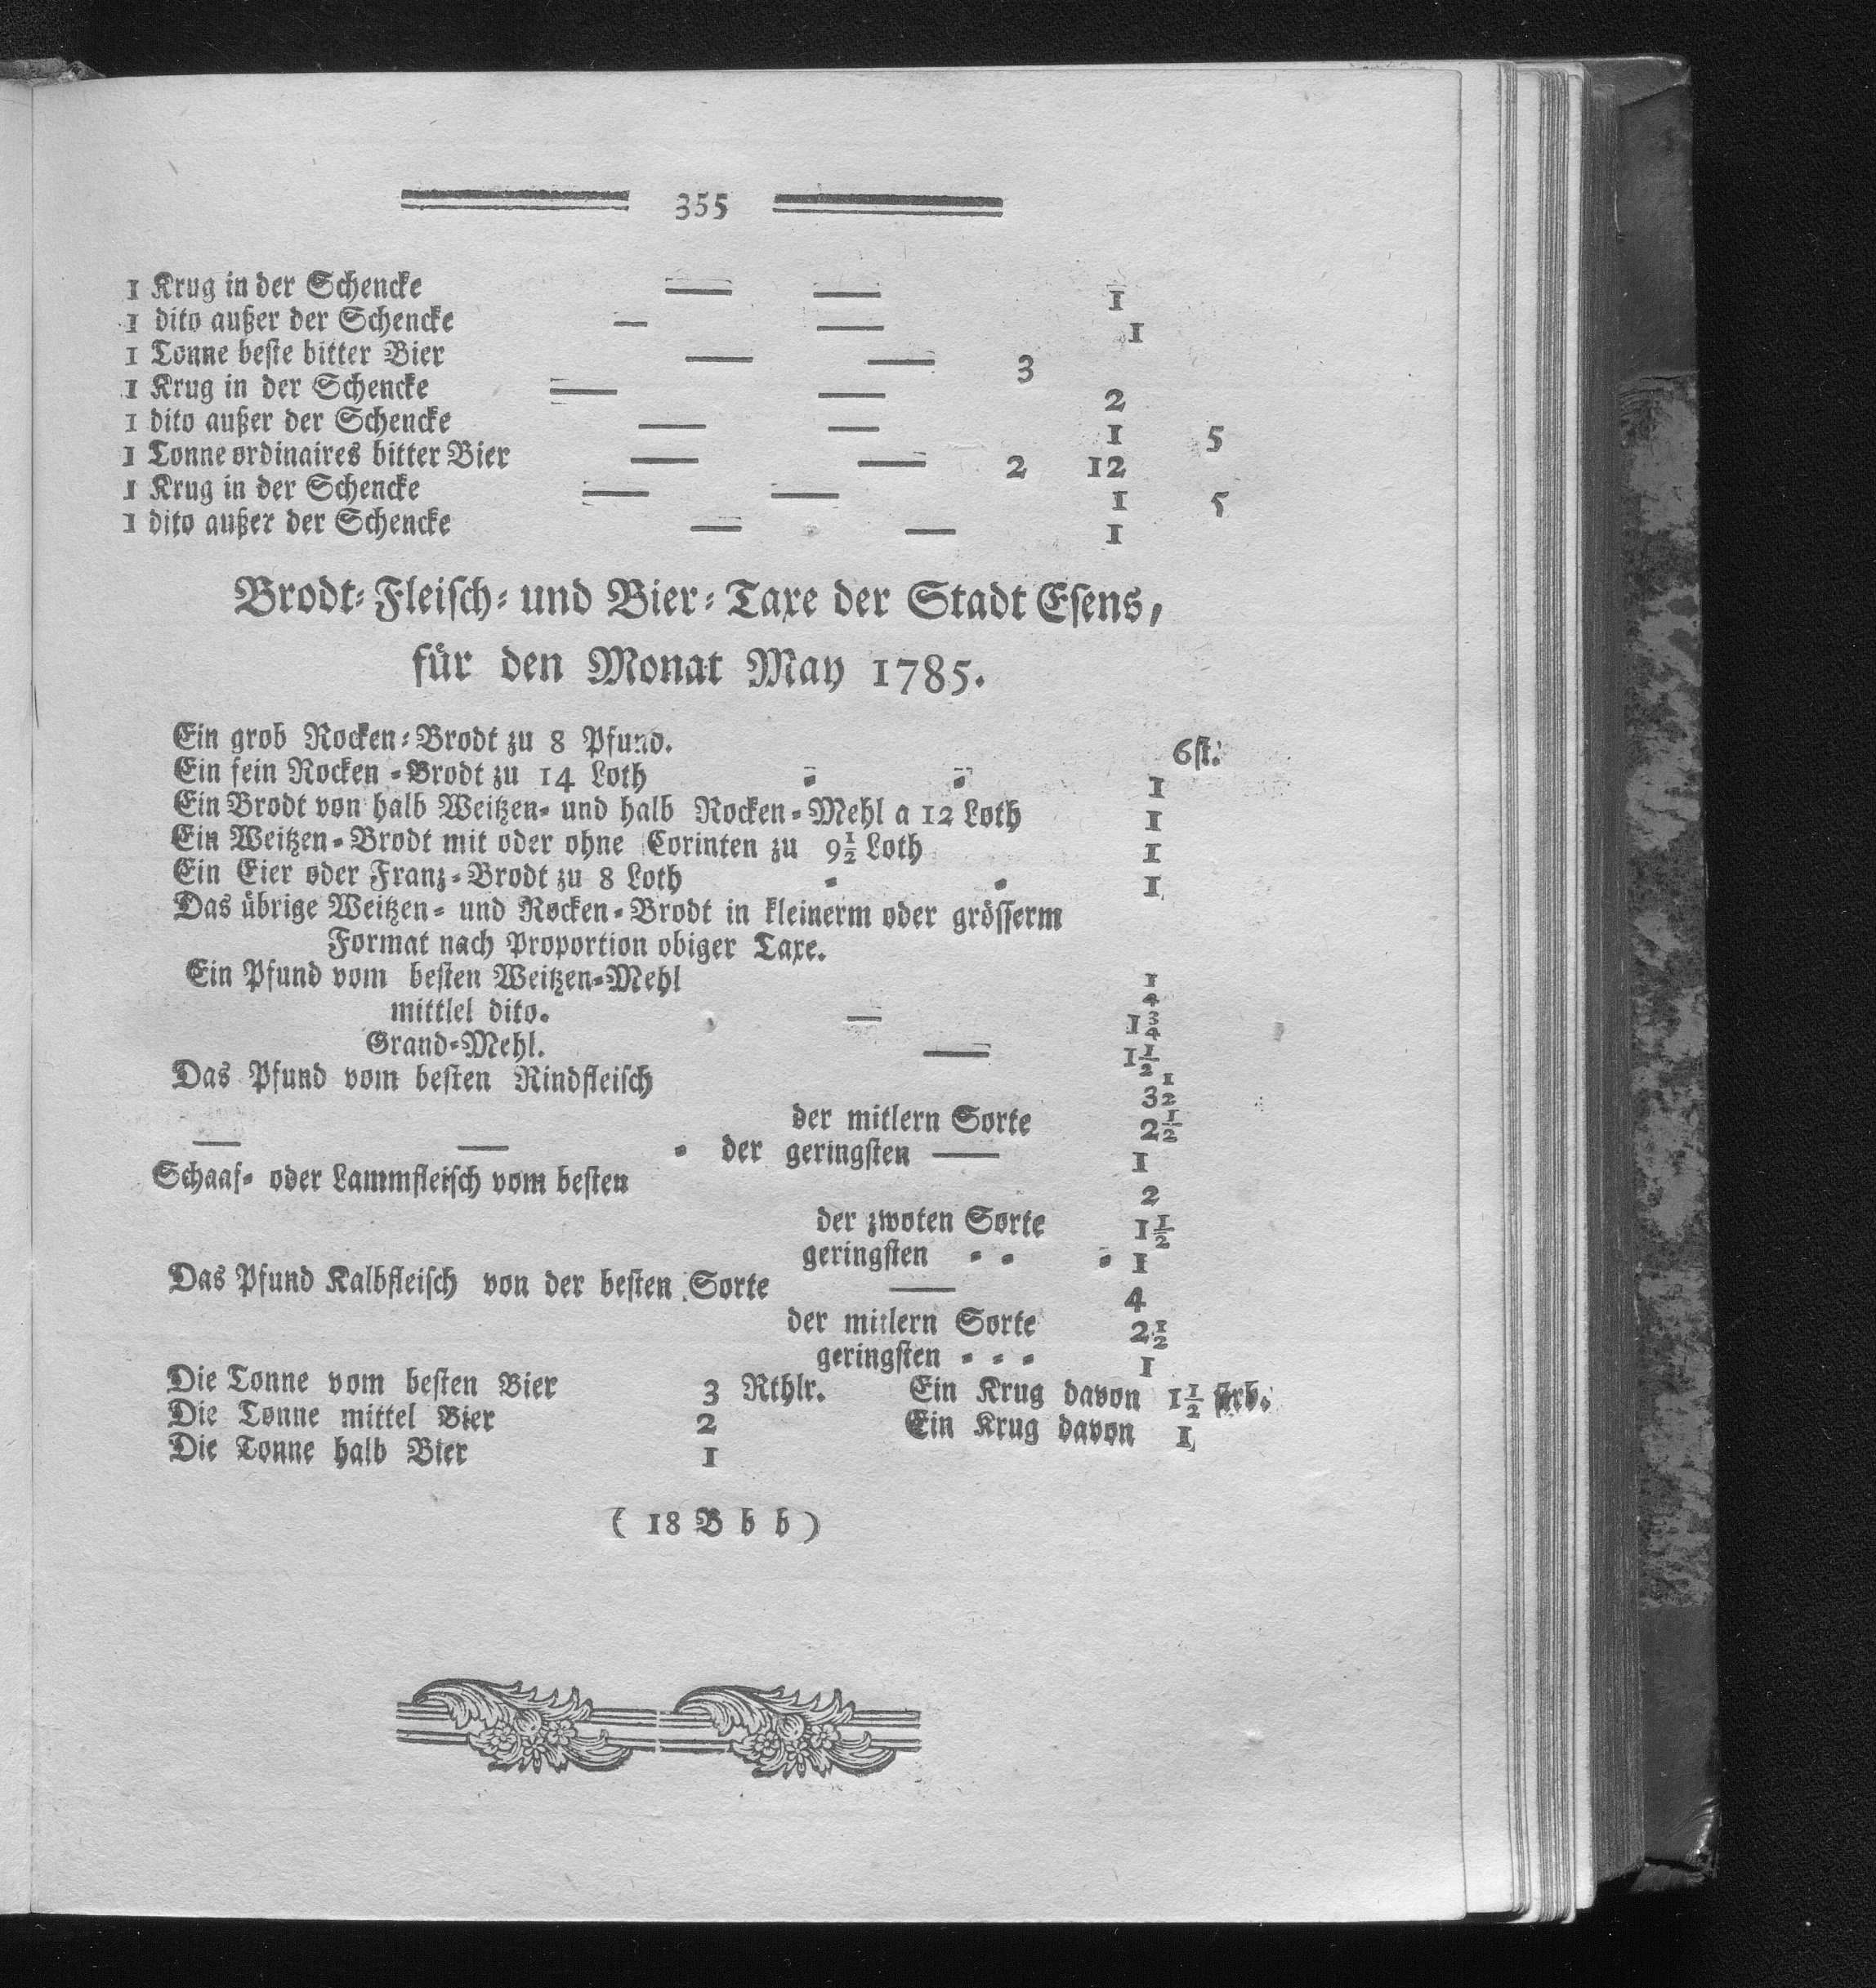 355
1 Krug in der Schencke — — 1
1 dito außer der Schencke — — 1
1 Tonne beste bitter Bier — — 3
1 Krug in der Schencke — — 2
1 dito außer der Schencke — — 1 5
1 Tonne ordinaires bitter Bier — — 2 12
1 Krug in der Schencke — — 1 5
1 dito außer der Schencke — — 1
Brodt-Fleisch- und Bier-Taxe der Stadt Esens,
für den Monat May 1785.
Ein grob Rocken-Brodt zu 8 Pfund. 6st.
Ein fein Rocken-Brodt zu 14 Loth - - 1
Ein Brodt von halb Weitzen- und halb Rocken-Mehl a 12 Loth 1
Ein Weitzen-Brodt mit oder ohne Corinten zu 9½ Loth 1
Ein Eier oder Franz-Brodt zu 8 Loth - - 1
Das übrige Weitzen- und Rocken-Brodt in kleinerm oder grösserm
Format nach Proportion obiger Taxe.
Ein Pfund vom besten Weitzen-Mehl ¼
mittlel dito. — 1¾
Grand-Mehl. — 1½
Das Pfund vom besten Rindfleisch 3½
der mitlern Sorte 2½
— — - der geringsten — 1
Schaaf- oder Lammfleisch vom besten 2
der zwoten Sorte 1½
geringsten - - - 1
Das Pfund Kalbfleisch von der besten Sorte — 4
der mitlern Sorte 2½
geringsten - - - 1
Die Tonne vom besten Bier 3 Rthlr. Ein Krug davon 1½ strb.
Die Tonne mittel Bier 2 Ein Krug davon 1
Die Tonne halb Bier 1
( 18 B b b )